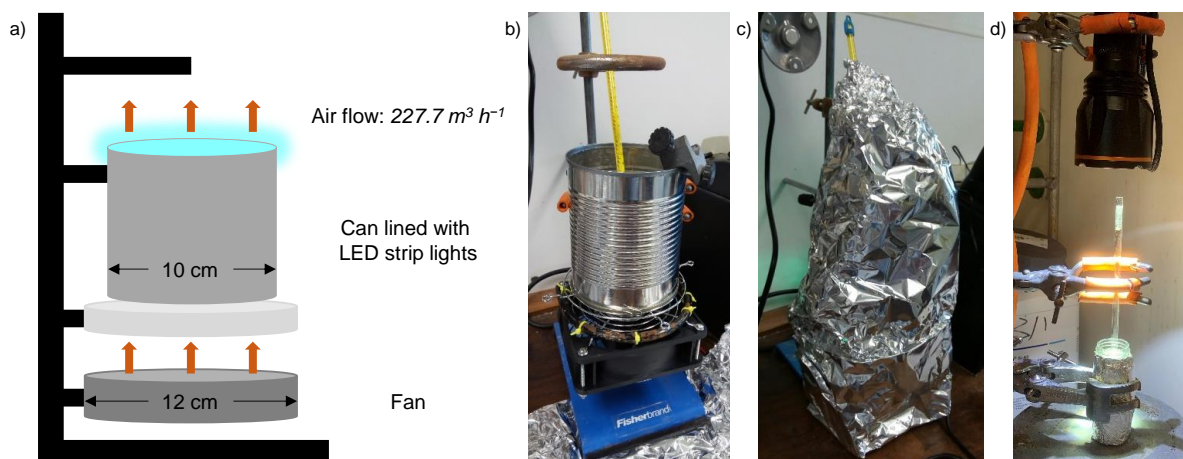 a)
Air flow: 227.7 m³ h⁻¹
Can lined with
LED strip lights
10 cm
12 cm
Fan
b)
Fisherbrand
c)
d)